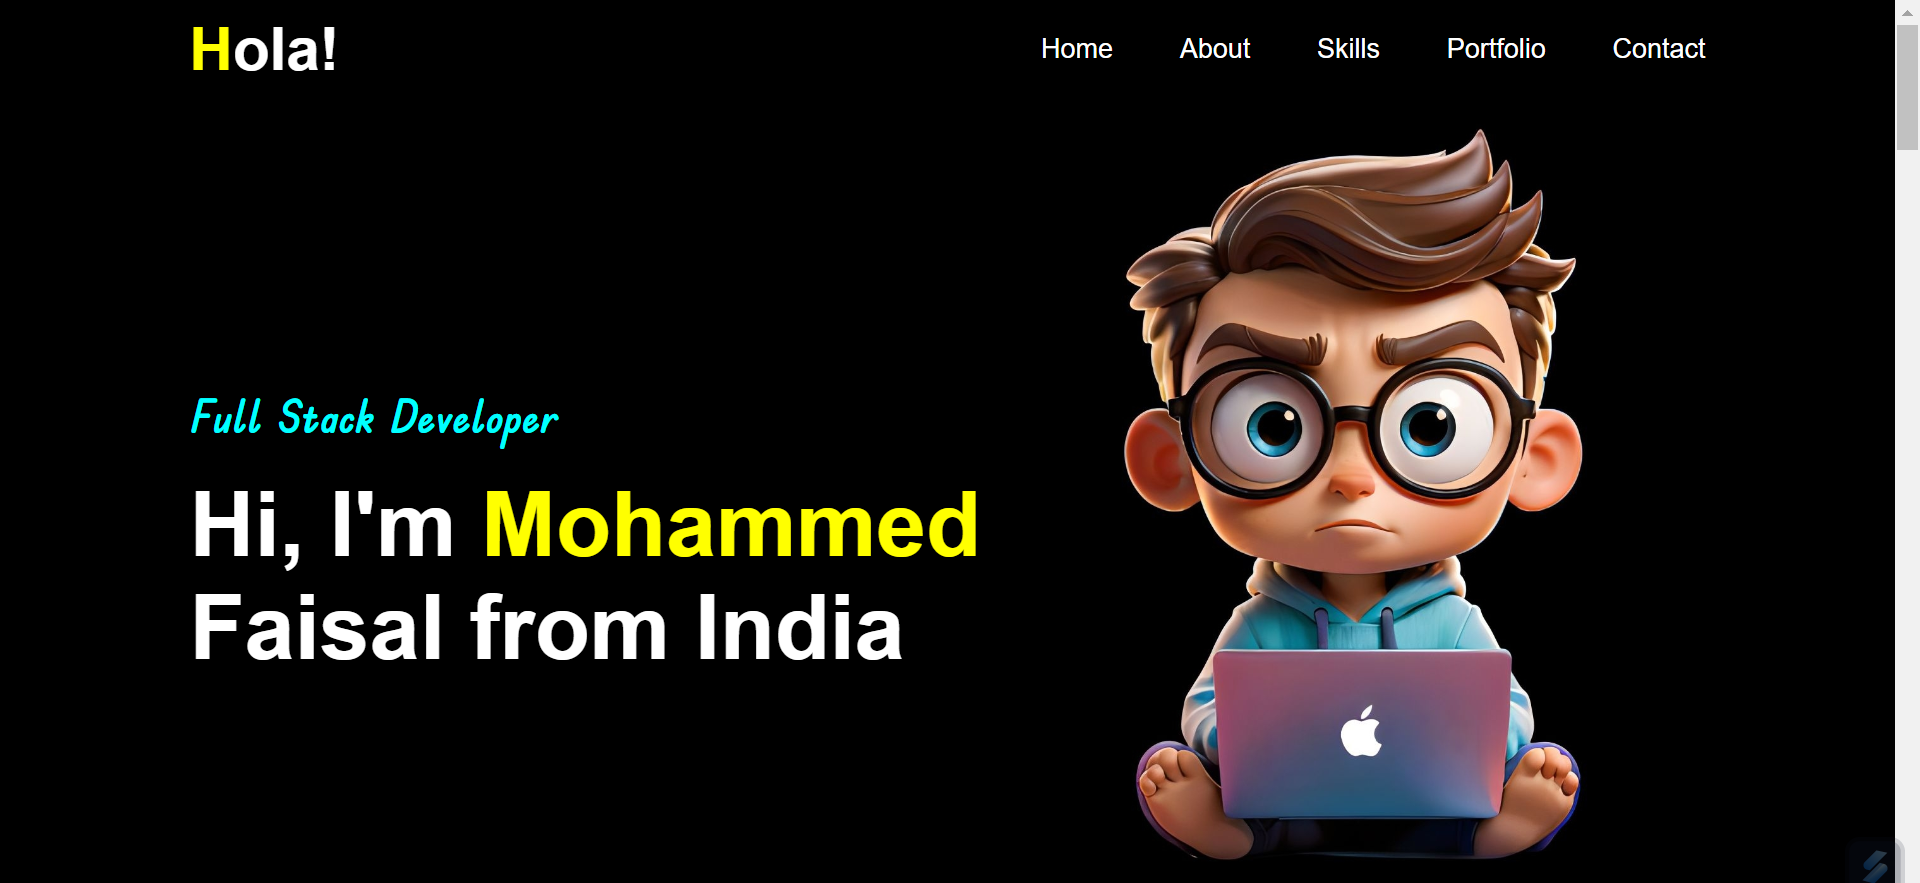 Hola!
Home About Skills Portfolio Contact
Full Stack Developer
Hi, I'm Mohammed
Faisal from India